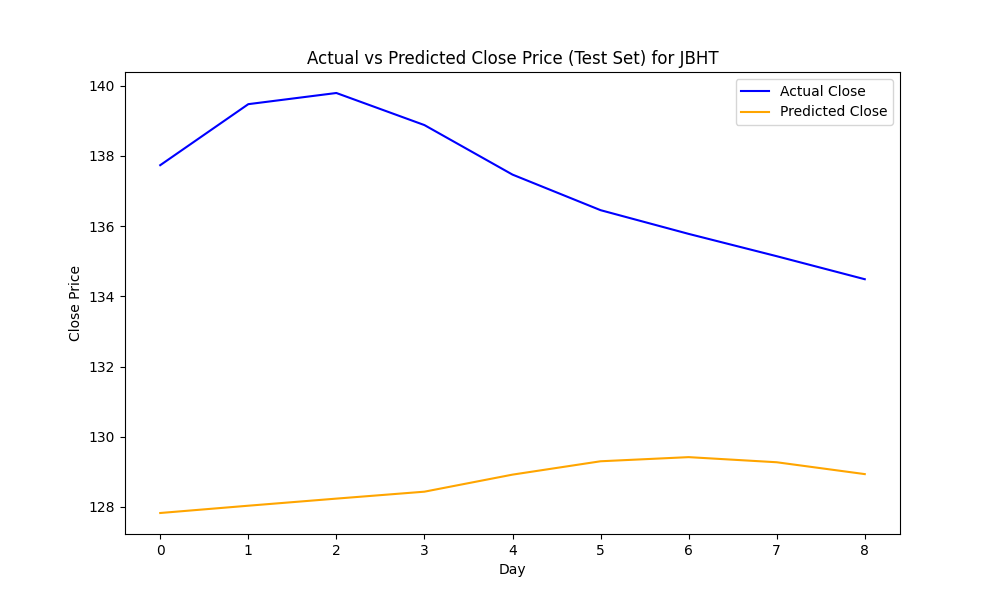 Actual vs Predicted Close Price (Test Set) for JBHT
Actual Close
Predicted Close
140
138
136
134
132
130
128
Close Price
0 1 2 3 4 5 6 7 8
Day